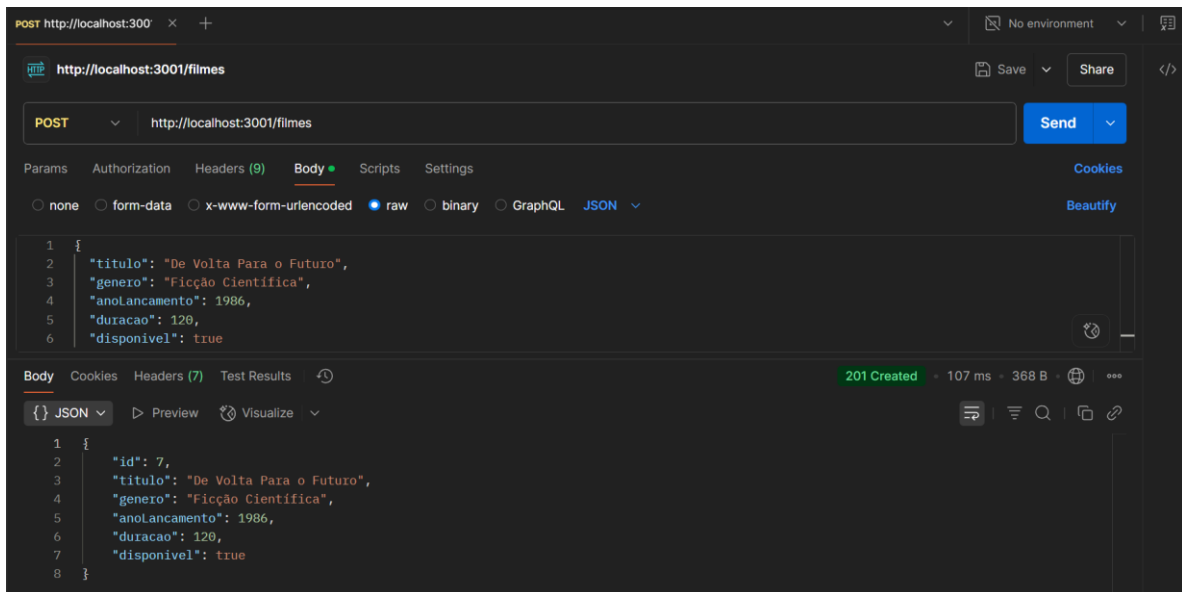 POST http://localhost:300
No environment
HTTP http://localhost:3001/filmes
Save Share
POST http://localhost:3001/filmes Send
Params Authorization Headers (9) Body Scripts Settings Cookies
none form-data x-www-form-urlencoded raw binary GraphQL JSON Beautify
1 {
2 "titulo": "De Volta Para o Futuro",
3 "genero": "Ficção Científica",
4 "anoLancamento": 1986,
5 "duracao": 120,
6 "disponivel": true
Body Cookies Headers (7) Test Results 201 Created 107 ms 368 B
{} JSON Preview Visualize
1 {
2 "id": 7,
3 "titulo": "De Volta Para o Futuro",
4 "genero": "Ficção Científica",
5 "anoLancamento": 1986,
6 "duracao": 120,
7 "disponivel": true
8 }